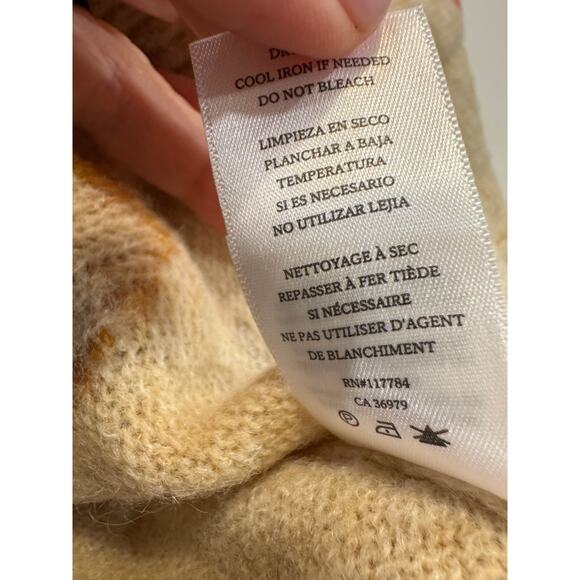 COOL IRON IF NEEDED
DO NOT BLEACH
LIMPIEZA EN SECO
PLANCHAR A BAJA
TEMPERATURA
SI ES NECESARIO
NO UTILIZAR LEJIA
NETTOYAGE À SEC
REPASSER À FER TIÈDE
SI NÉCESSAIRE
NE PAS UTILISER D'AGENT
DE BLANCHIMENT
RN#117784
CA 36979